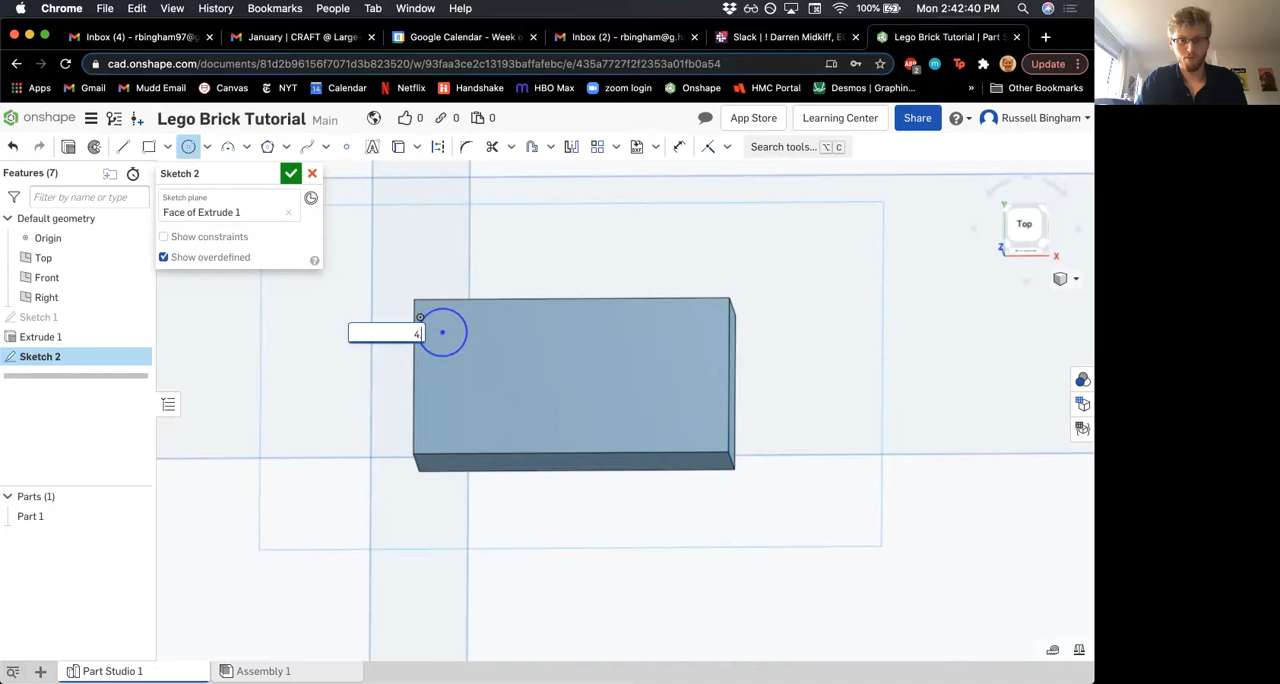 Chrome File Edit View History Bookmarks People Tab Window Help 100% Mon 2:42:40 PM
Inbox (4) - rbingham97@g January | CRAFT @ Large- Google Calendar - Week o Inbox (2) - rbingham@g.ha Slack | ! Darren Midkiff, EC Lego Brick Tutorial | Part S
cad.onshape.com/documents/81d2b96156f7071d3b823520/w/93faa3ce2c13193baffafebc/e/435a7727f2f2353a01fb0a54 2 Update
Apps Gmail Mudd Email Canvas NYT Calendar Netflix Handshake HBO Max zoom login Onshape HMC Portal Desmos | Graphin... » Other Bookmarks
onshape Lego Brick Tutorial Main 0 0 0 App Store Learning Center Share Russell Bingham
Search tools... ⌥ C
Features (7)
Filter by name or type
Default geometry
Origin
Top
Front
Right
Sketch 1
Extrude 1
Sketch 2
Sketch 2
Sketch plane
Face of Extrude 1
Show constraints
Show overdefined
4
Y
Top
Z
X
Parts (1)
Part 1
Part Studio 1 Assembly 1